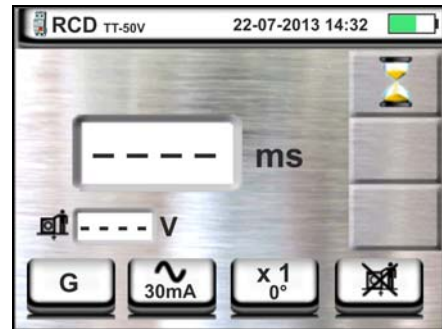 RCD TT-50V 22-07-2013 14:32
- - - - ms
- - - - V
G 30mA x 1 0°